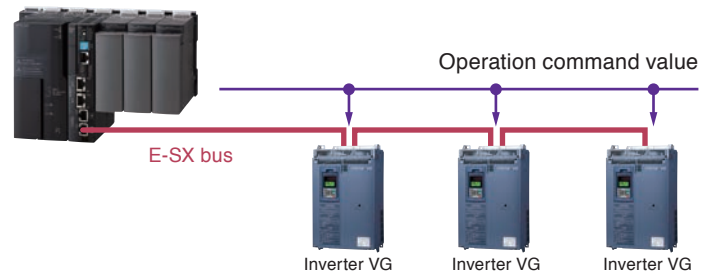 Operation command value
E-SX bus
Inverter VG
Inverter VG
Inverter VG